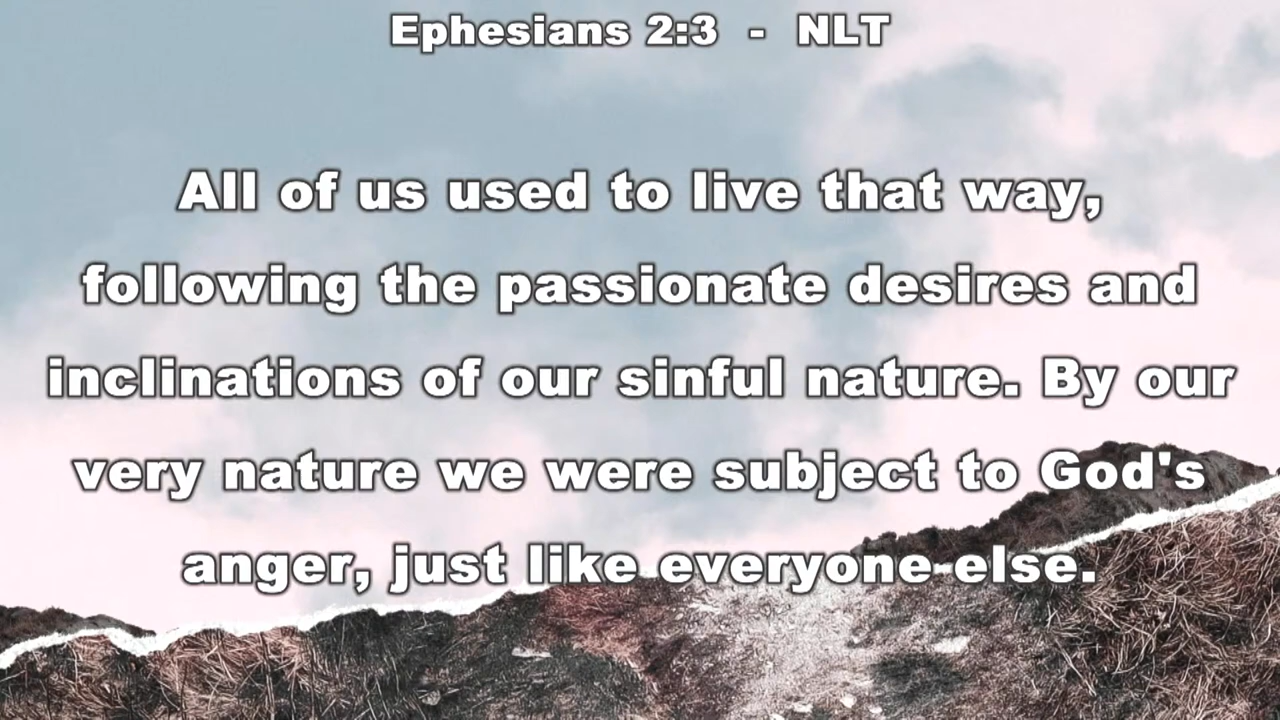 Ephesians 2:3 - NLT
All of us used to live that way,
following the passionate desires and
inclinations of our sinful nature. By our
very nature we were subject to God's
anger, just like everyone else.